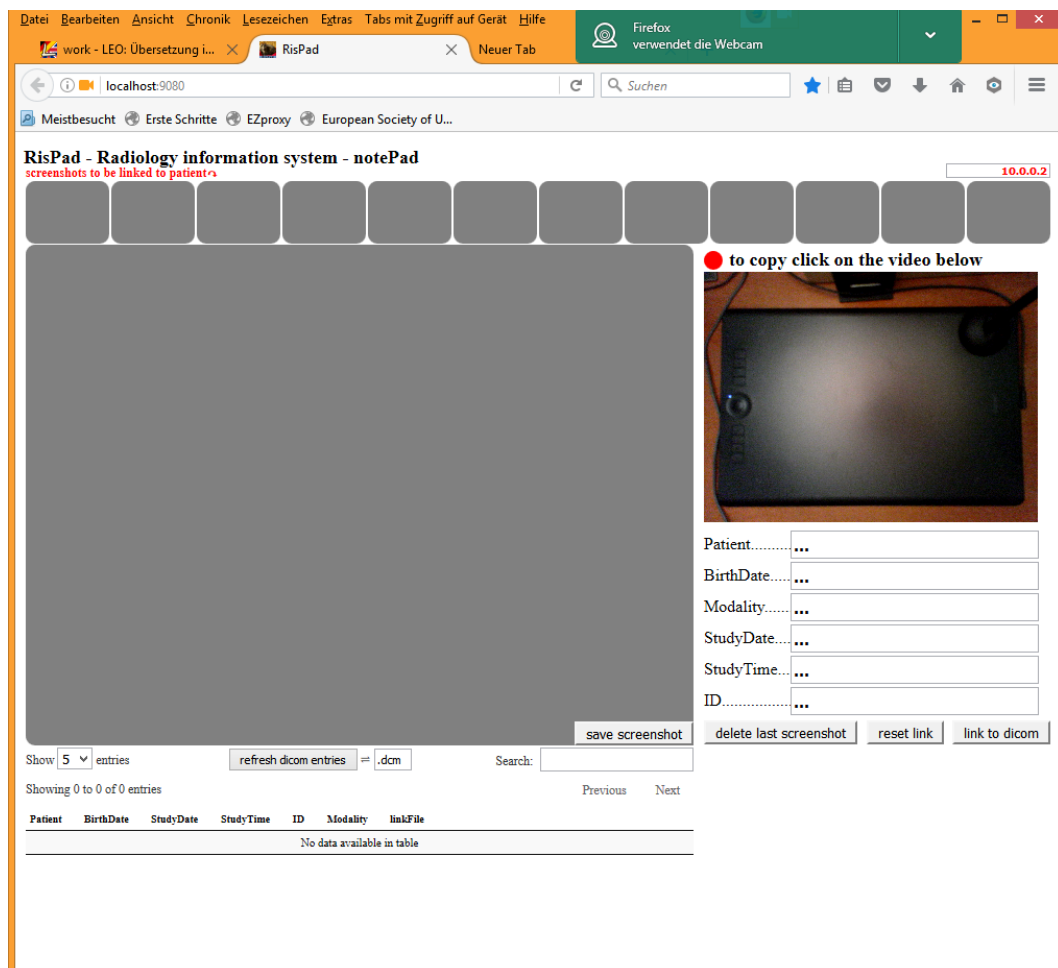 Datei Bearbeiten Ansicht Chronik Lesezeichen Extras Tabs mit Zugriff auf Gerät Hilfe
Firefox
verwendet die Webcam
work - LEO: Übersetzung i... RisPad Neuer Tab
localhost:9080 Suchen
Meistbesucht Erste Schritte EZproxy European Society of U...
RisPad - Radiology information system - notePad
screenshots to be linked to patient
10.0.0.2
to copy click on the video below
Patient.......... ...
BirthDate..... ...
Modality...... ...
StudyDate.... ...
StudyTime... ...
ID................. ...
save screenshot delete last screenshot reset link link to dicom
Show 5 entries refresh dicom entries ⇌ .dcm Search:
Showing 0 to 0 of 0 entries Previous Next
Patient BirthDate StudyDate StudyTime ID Modality linkFile
No data available in table